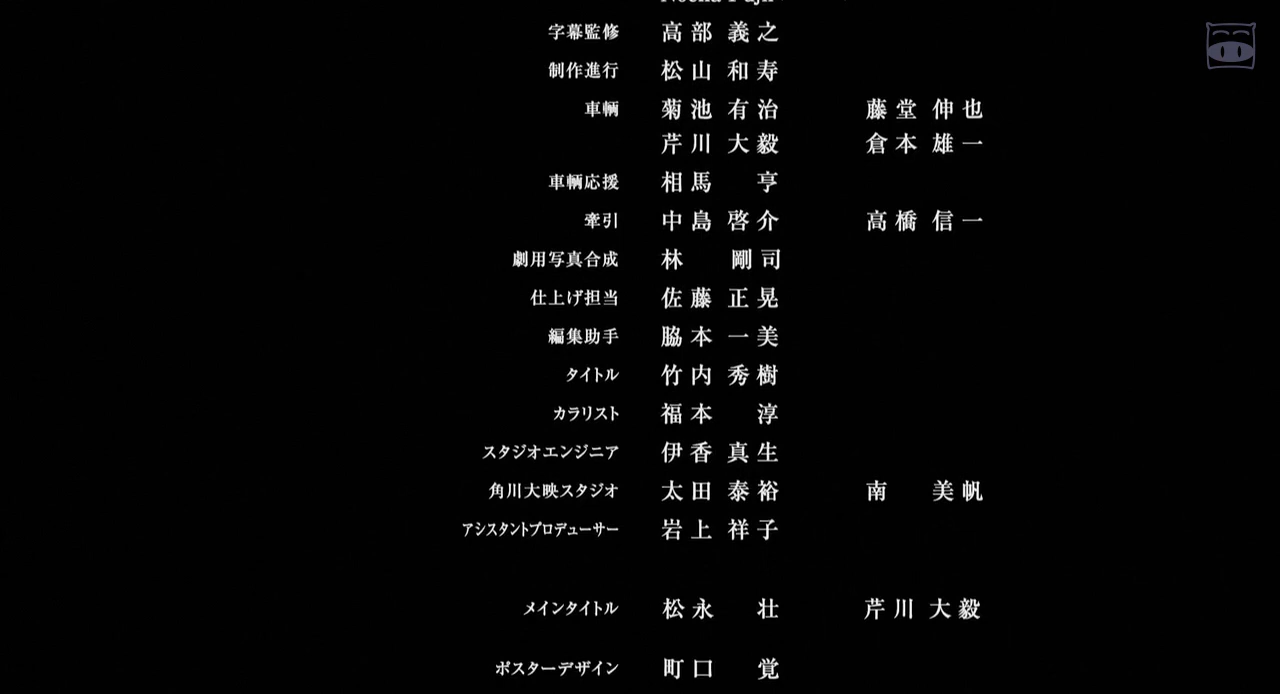 字幕監修 高部 義之
制作進行 松山 和寿
車輌 菊池 有治 藤堂 伸也
芹川 大毅 倉本 雄一
車輌応援 相馬 亨
牽引 中島 啓介 高橋 信一
劇用写真合成 林 剛司
仕上げ担当 佐藤 正晃
編集助手 脇本 一美
タイトル 竹内 秀樹
カラリスト 福本 淳
スタジオエンジニア 伊香 真生
角川大映スタジオ 太田 泰裕 南 美帆
アシスタントプロデューサー 岩上 祥子
メインタイトル 松永 壮 芹川 大毅
ポスターデザイン 町口 覚